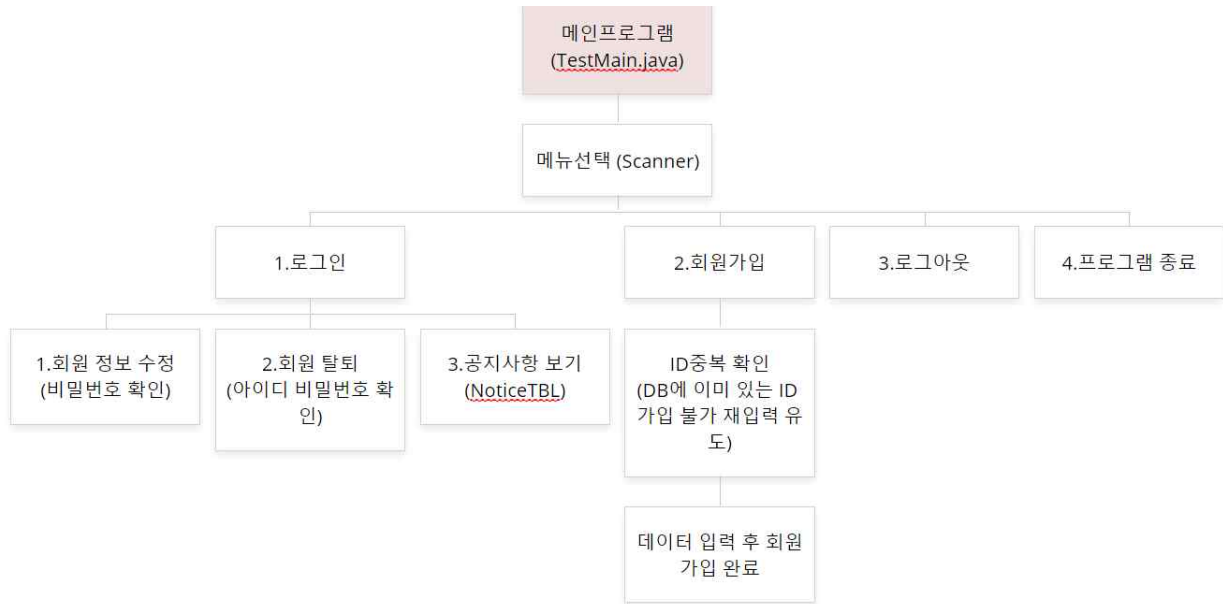 메인프로그램
(TestMain.java)
메뉴선택 (Scanner)
1.로그인
2.회원가입
3.로그아웃
4.프로그램 종료
1.회원 정보 수정
(비밀번호 확인)
2.회원 탈퇴
(아이디 비밀번호 확
인)
3.공지사항 보기
(NoticeTBL)
ID중복 확인
(DB에 이미 있는 ID
가입 불가 재입력 유
도)
데이터 입력 후 회원
가입 완료